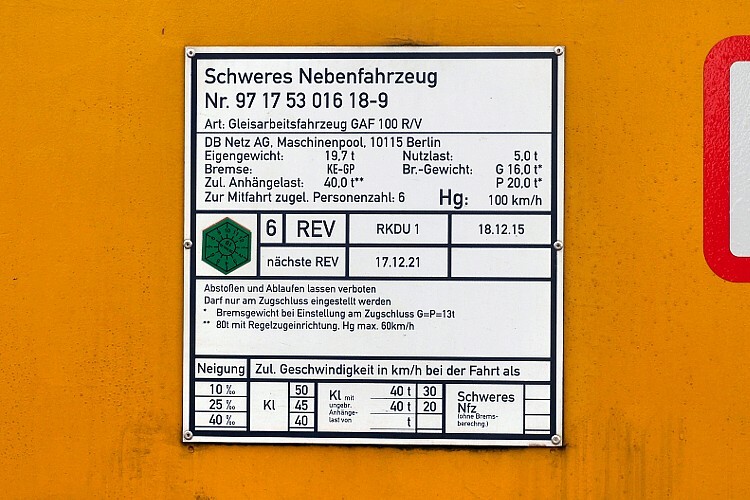 Schweres Nebenfahrzeug
Nr. 97 17 53 016 18-9
Art: Gleisarbeitsfahrzeug GAF 100 R/V
DB Netz AG, Maschinenpool, 10115 Berlin
Eigengewicht: 19,7 t Nutzlast: 5,0 t
Bremse: KE-GP Br.-Gewicht: G 16,0 t*
Zul. Anhängelast: 40,0 t** P 20,0 t*
Zur Mitfahrt zugel. Personenzahl: 6 Hg: 100 km/h
6 REV RKDU 1 18.12.15
nächste REV 17.12.21
Abstoßen und Ablaufen lassen verboten
Darf nur am Zugschluss eingestellt werden
* Bremsgewicht bei Einstellung am Zugschluss G=P=13t
** 80t mit Regelzugeinrichtung, Hg max. 60km/h
Neigung Zul. Geschwindigkeit in km/h bei der Fahrt als
10 ‰ 50 40 t 30
25 ‰ Kl 45 Kl mit ungebr. Anhänge- last von 40 t 20 Schweres Nfz (ohne Brems- berechng.)
40 ‰ 40 t